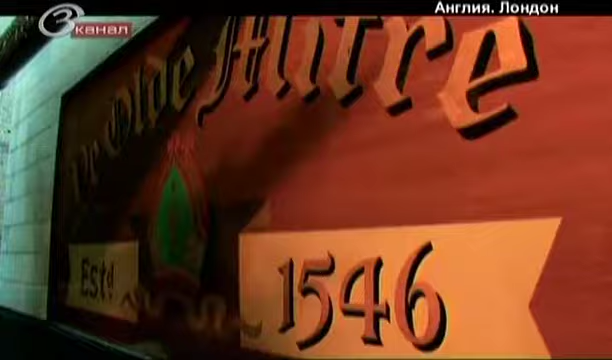 3 КАНАЛ
Англия. Лондон
Ye Olde Mitre
Estd 1546